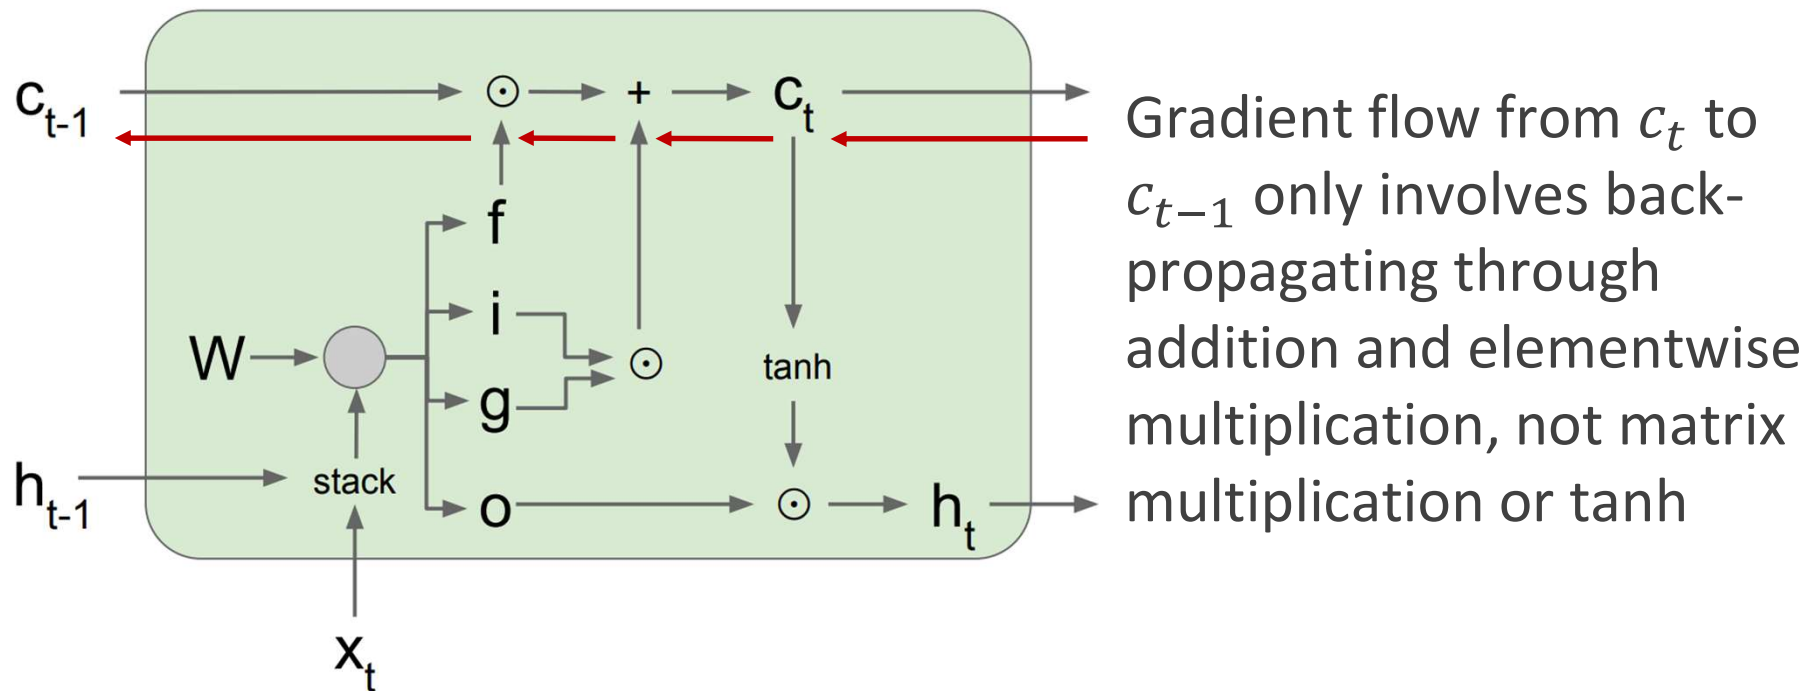 c_{t-1} ⊙ + c_t
f
i
W ⊙ tanh
g
h_{t-1} stack o ⊙ h_t
x_t
Gradient flow from c_t to
c_{t−1} only involves back-
propagating through
addition and elementwise
multiplication, not matrix
multiplication or tanh